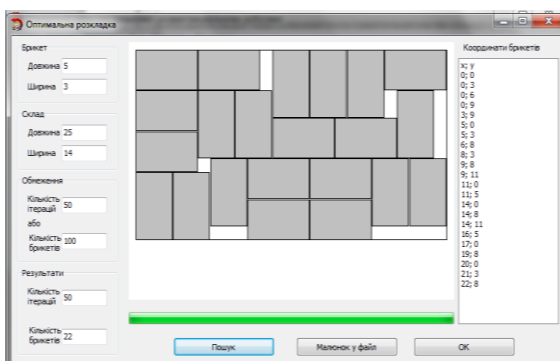 Оптимальна розкладка
Брикет
Довжина 5
Ширина 3
Склад
Довжина 25
Ширина 14
Обмеження
Кількість
ітерацій 50
або
Кількість
брикетів 100
Результати
Кількість
ітерацій 50
Кількість
брикетів 22
Пошук
Малюнок у файл
OK
Координати брикетів
x; y
0; 0
0; 3
0; 6
0; 9
3; 9
5; 0
5; 3
6; 8
8; 3
9; 8
9; 11
11; 0
11; 5
14; 0
14; 8
14; 11
16; 5
17; 0
19; 8
20; 0
21; 3
22; 8